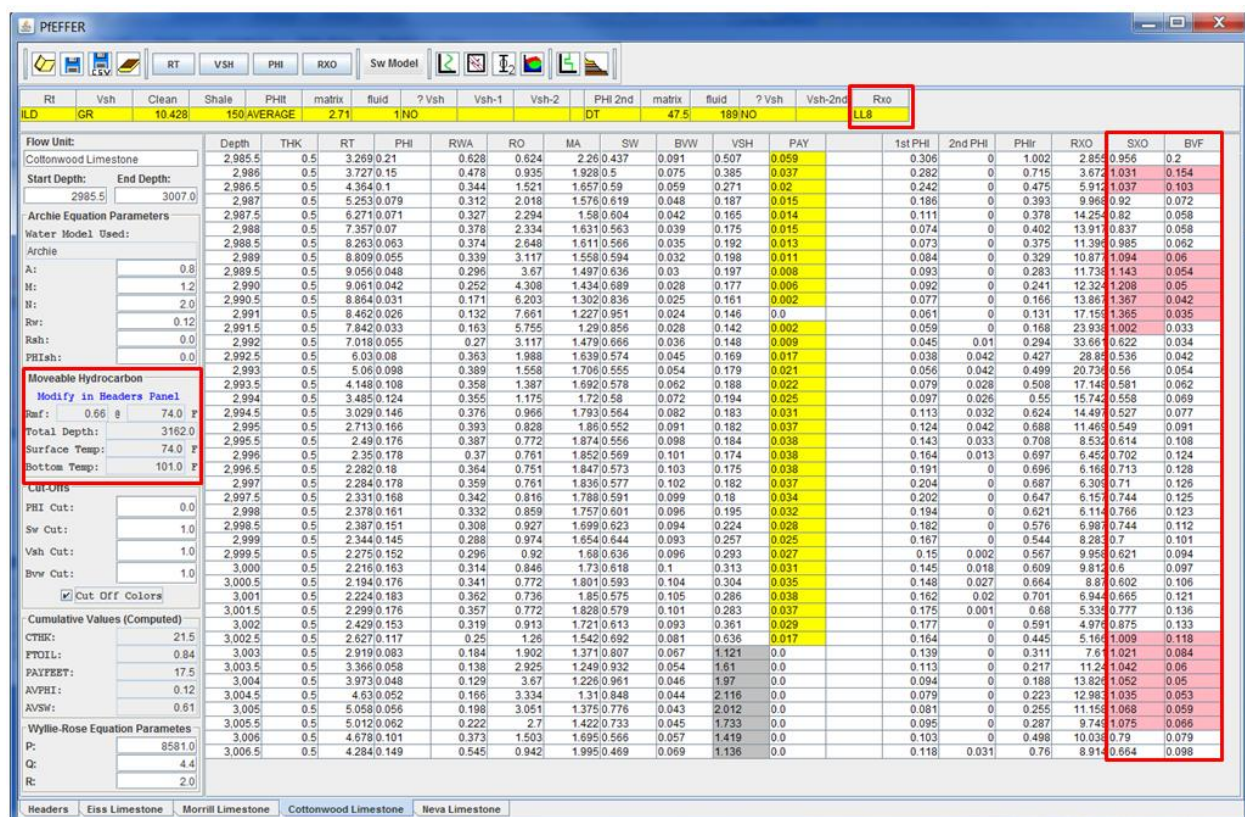 PfEFFER
RT VSH PHI RXO Sw Model
CSV
Rt Vsh Clean Shale PHIt matrix fluid ? Vsh Vsh-1 Vsh-2 PHI 2nd matrix fluid ? Vsh Vsh-2nd Rxo
ILD GR 10.428 150 AVERAGE 2.71 1 NO DT 47.5 189 NO LL8
Flow Unit:
Cottonwood Limestone
Start Depth: End Depth:
2985.5 3007.0
Archie Equation Parameters
Water Model Used:
Archie
A: 0.8
M: 1.2
N: 2.0
Rw: 0.12
Rsh: 0.0
PHIsh: 0.0
Moveable Hydrocarbon
Modify in Headers Panel
Rmf: 0.66 @ 74.0 F
Total Depth: 3162.0
Surface Temp: 74.0 F
Bottom Temp: 101.0 F
Cut-Offs
PHI Cut: 0.0
Sw Cut: 1.0
Vsh Cut: 1.0
Bvw Cut: 1.0
Cut Off Colors
Cumulative Values (Computed)
CTHK: 21.5
FTOIL: 0.84
PAYFEET: 17.5
AVPHI: 0.12
AVSW: 0.61
Wyllie-Rose Equation Parametes
P: 8581.0
Q: 4.4
R: 2.0
Depth THK RT PHI RWA RO MA SW BVW VSH PAY 1st PHI 2nd PHI PHIr RXO SXO BVF
2,985.5 0.5 3.269 0.21 0.628 0.624 2.26 0.437 0.091 0.507 0.059 0.306 0 1.002 2.855 0.956 0.2
2,986 0.5 3.727 0.15 0.478 0.935 1.928 0.5 0.075 0.385 0.037 0.282 0 0.715 3.672 1.031 0.154
2,986.5 0.5 4.364 0.1 0.344 1.521 1.657 0.59 0.059 0.271 0.02 0.242 0 0.475 5.912 1.037 0.103
2,987 0.5 5.253 0.079 0.312 2.018 1.576 0.619 0.048 0.187 0.015 0.186 0 0.393 9.968 0.92 0.072
2,987.5 0.5 6.271 0.071 0.327 2.294 1.58 0.604 0.042 0.165 0.014 0.111 0 0.378 14.254 0.82 0.058
2,988 0.5 7.357 0.07 0.378 2.334 1.631 0.563 0.039 0.175 0.015 0.074 0 0.402 13.917 0.837 0.058
2,988.5 0.5 8.263 0.063 0.374 2.648 1.611 0.566 0.035 0.192 0.013 0.073 0 0.375 11.396 0.985 0.062
2,989 0.5 8.809 0.055 0.339 3.117 1.558 0.594 0.032 0.198 0.011 0.084 0 0.329 10.877 1.094 0.06
2,989.5 0.5 9.056 0.048 0.296 3.67 1.497 0.636 0.03 0.197 0.008 0.093 0 0.283 11.738 1.143 0.054
2,990 0.5 9.061 0.042 0.252 4.308 1.434 0.689 0.028 0.177 0.006 0.092 0 0.241 12.324 1.208 0.05
2,990.5 0.5 8.864 0.031 0.171 6.203 1.302 0.836 0.025 0.161 0.002 0.077 0 0.166 13.867 1.367 0.042
2,991 0.5 8.462 0.026 0.132 7.661 1.227 0.951 0.024 0.146 0.0 0.061 0 0.131 17.159 1.365 0.035
2,991.5 0.5 7.842 0.033 0.163 5.755 1.29 0.856 0.028 0.142 0.002 0.059 0 0.168 23.938 1.002 0.033
2,992 0.5 7.018 0.055 0.27 3.117 1.479 0.666 0.036 0.148 0.009 0.045 0.01 0.294 33.661 0.622 0.034
2,992.5 0.5 6.03 0.08 0.363 1.988 1.639 0.574 0.045 0.169 0.017 0.038 0.042 0.427 28.85 0.536 0.042
2,993 0.5 5.06 0.098 0.389 1.558 1.706 0.555 0.054 0.179 0.021 0.056 0.042 0.499 20.736 0.56 0.054
2,993.5 0.5 4.148 0.108 0.358 1.387 1.692 0.578 0.062 0.188 0.022 0.079 0.028 0.508 17.148 0.581 0.062
2,994 0.5 3.485 0.124 0.355 1.175 1.72 0.58 0.072 0.194 0.025 0.097 0.026 0.55 15.742 0.558 0.069
2,994.5 0.5 3.029 0.146 0.376 0.966 1.793 0.564 0.082 0.183 0.031 0.113 0.032 0.624 14.497 0.527 0.077
2,995 0.5 2.713 0.166 0.393 0.828 1.86 0.552 0.091 0.182 0.037 0.124 0.042 0.688 11.469 0.549 0.091
2,995.5 0.5 2.49 0.176 0.387 0.772 1.874 0.556 0.098 0.184 0.038 0.143 0.033 0.708 8.532 0.614 0.108
2,996 0.5 2.35 0.178 0.37 0.761 1.852 0.569 0.101 0.174 0.038 0.164 0.013 0.697 6.452 0.702 0.124
2,996.5 0.5 2.282 0.18 0.364 0.751 1.847 0.573 0.103 0.175 0.038 0.191 0 0.696 6.168 0.713 0.128
2,997 0.5 2.284 0.178 0.359 0.761 1.836 0.577 0.102 0.182 0.037 0.204 0 0.687 6.309 0.71 0.126
2,997.5 0.5 2.331 0.168 0.342 0.816 1.788 0.591 0.099 0.18 0.034 0.202 0 0.647 6.157 0.744 0.125
2,998 0.5 2.378 0.161 0.332 0.859 1.757 0.601 0.096 0.195 0.032 0.194 0 0.621 6.114 0.766 0.123
2,998.5 0.5 2.387 0.151 0.308 0.927 1.699 0.623 0.094 0.224 0.028 0.182 0 0.576 6.987 0.744 0.112
2,999 0.5 2.344 0.145 0.288 0.974 1.654 0.644 0.093 0.257 0.025 0.167 0 0.544 8.283 0.7 0.101
2,999.5 0.5 2.275 0.152 0.296 0.92 1.68 0.636 0.096 0.293 0.027 0.15 0.002 0.567 9.958 0.621 0.094
3,000 0.5 2.216 0.163 0.314 0.846 1.73 0.618 0.1 0.313 0.031 0.145 0.018 0.609 9.812 0.6 0.097
3,000.5 0.5 2.194 0.176 0.341 0.772 1.801 0.593 0.104 0.304 0.035 0.148 0.027 0.664 8.87 0.602 0.106
3,001 0.5 2.224 0.183 0.362 0.736 1.85 0.575 0.105 0.286 0.038 0.162 0.02 0.701 6.944 0.665 0.121
3,001.5 0.5 2.299 0.176 0.357 0.772 1.828 0.579 0.101 0.283 0.037 0.175 0.001 0.68 5.335 0.777 0.136
3,002 0.5 2.429 0.153 0.319 0.913 1.721 0.613 0.093 0.361 0.029 0.177 0 0.591 4.976 0.875 0.133
3,002.5 0.5 2.627 0.117 0.25 1.26 1.542 0.692 0.081 0.636 0.017 0.164 0 0.445 5.166 1.009 0.118
3,003 0.5 2.919 0.083 0.184 1.902 1.371 0.807 0.067 1.121 0.0 0.139 0 0.311 7.61 1.021 0.084
3,003.5 0.5 3.366 0.058 0.138 2.925 1.249 0.932 0.054 1.61 0.0 0.113 0 0.217 11.24 1.042 0.06
3,004 0.5 3.973 0.048 0.129 3.67 1.226 0.961 0.046 1.97 0.0 0.094 0 0.188 13.826 1.052 0.05
3,004.5 0.5 4.63 0.052 0.166 3.334 1.31 0.848 0.044 2.116 0.0 0.079 0 0.223 12.983 1.035 0.053
3,005 0.5 5.058 0.056 0.198 3.051 1.375 0.776 0.043 2.012 0.0 0.081 0 0.255 11.158 1.068 0.059
3,005.5 0.5 5.012 0.062 0.222 2.7 1.422 0.733 0.045 1.733 0.0 0.095 0 0.287 9.749 1.075 0.066
3,006 0.5 4.678 0.101 0.373 1.503 1.695 0.566 0.057 1.419 0.0 0.103 0 0.498 10.038 0.79 0.079
3,006.5 0.5 4.284 0.149 0.545 0.942 1.995 0.469 0.069 1.136 0.0 0.118 0.031 0.76 8.914 0.664 0.098
Headers Eiss Limestone Morrill Limestone Cottonwood Limestone Neva Limestone